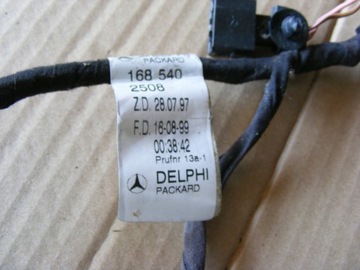 PACKARD
168 540
2508
Z.D. 28.07.97
F.D. 16-08-99
00:38:42
Prufnr 13a-1
DELPHI
PACKARD